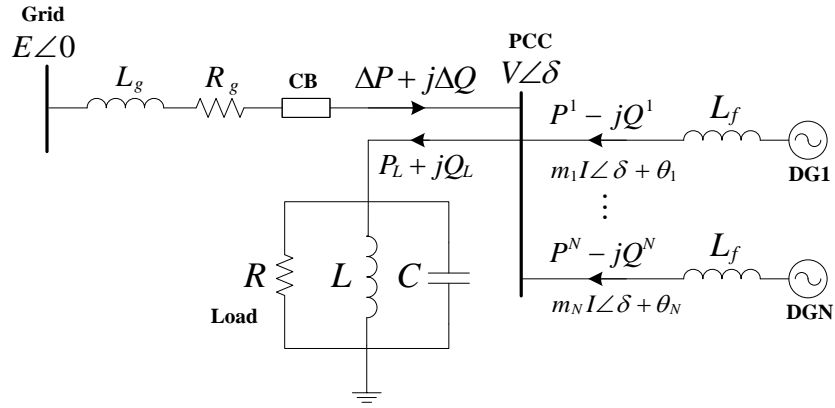 Grid
E∠0
L_g
R_g
CB
ΔP + jΔQ
PCC
V∠δ
P^1 − jQ^1
L_f
m_1 I∠δ + θ_1
DG1
P_L + jQ_L
⋮
P^N − jQ^N
L_f
m_N I∠δ + θ_N
DGN
R
L
C
Load